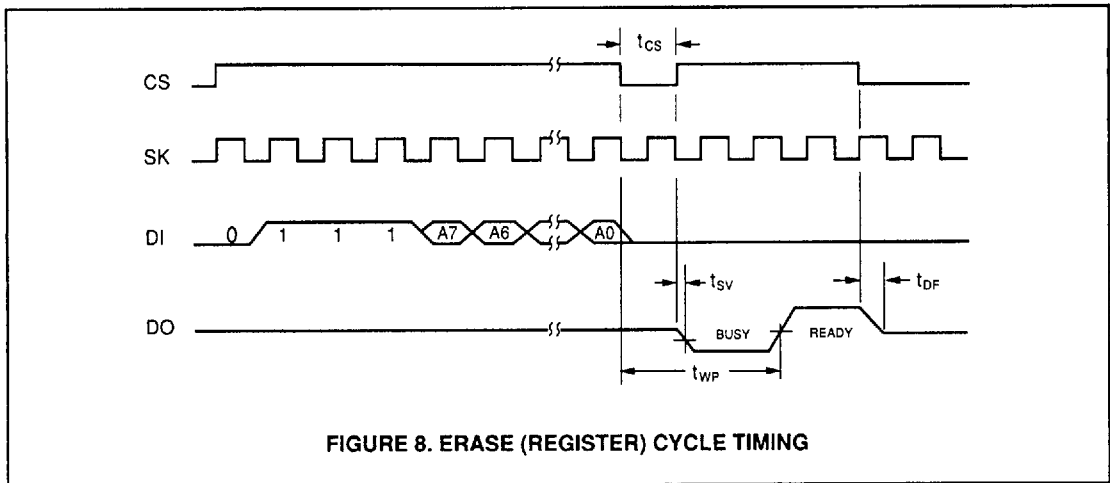 tCS
CS
SK
DI 0 1 1 1 A7 A6 A0
tSV
tDF
DO BUSY READY
tWP
FIGURE 8. ERASE (REGISTER) CYCLE TIMING